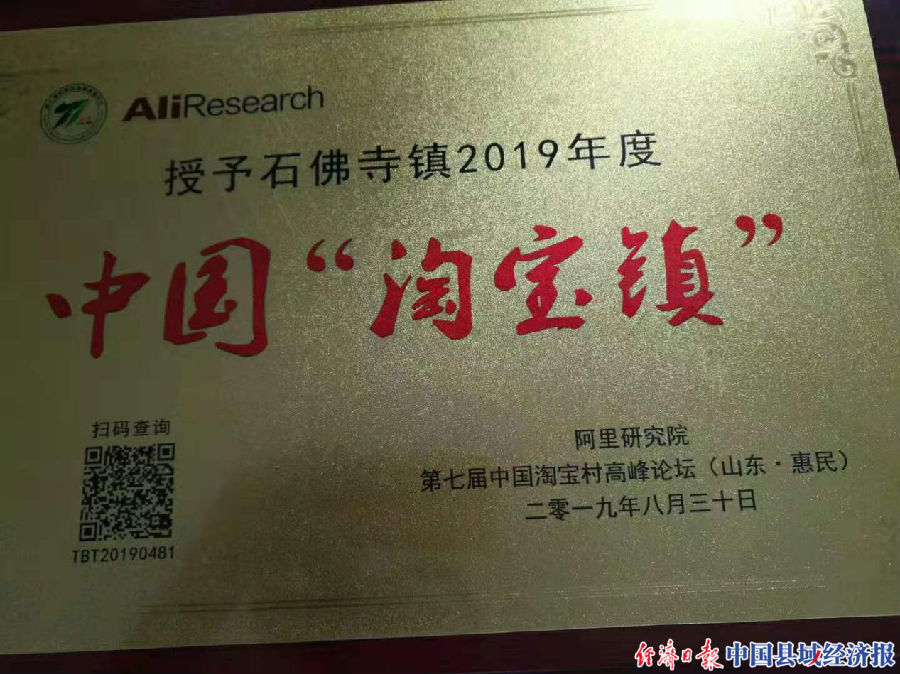 AliResearch
授予石佛寺镇2019年度
中国“淘宝镇”
扫码查询
TBT20190481
阿里研究院
第七届中国淘宝村高峰论坛（山东·惠民）
二零一九年八月三十日
经济日报 中国县域经济报